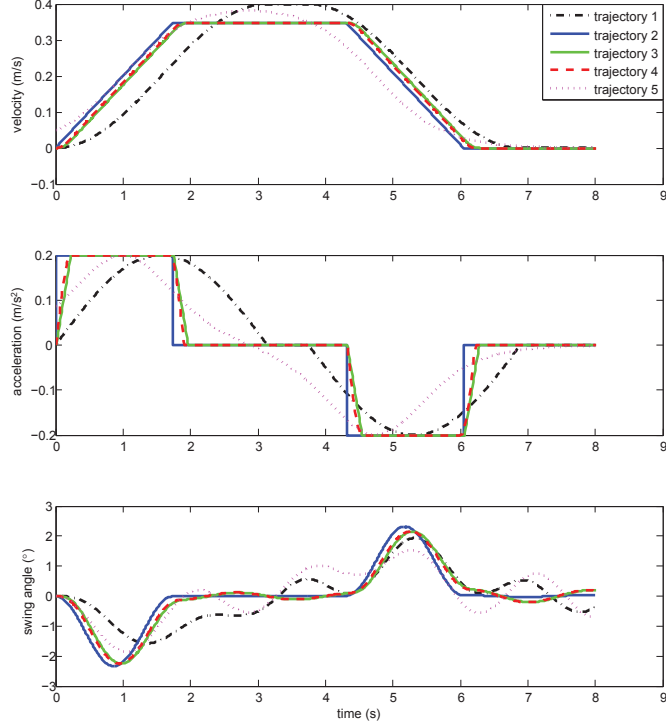 0.4
0.3
0.2
0.1
0
−0.1
velocity (m/s)
0 1 2 3 4 5 6 7 8 9
trajectory 1
trajectory 2
trajectory 3
trajectory 4
trajectory 5
0.2
0.1
0
−0.1
−0.2
acceleration (m/s²)
0 1 2 3 4 5 6 7 8 9
3
2
1
0
−1
−2
−3
swing angle (°)
0 1 2 3 4 5 6 7 8 9
time (s)